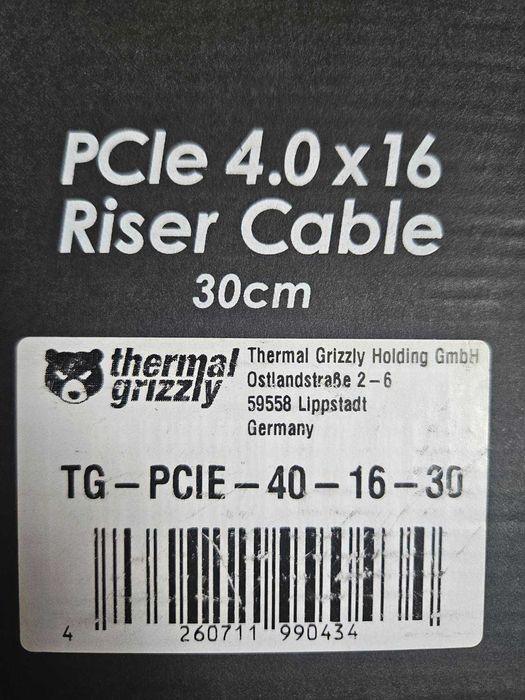 PCIe 4.0 x16
Riser Cable
30cm
thermal
grizzly
Thermal Grizzly Holding GmbH
Ostlandstraße 2-6
59558 Lippstadt
Germany
TG-PCIE-40-16-30
4 260711 990434